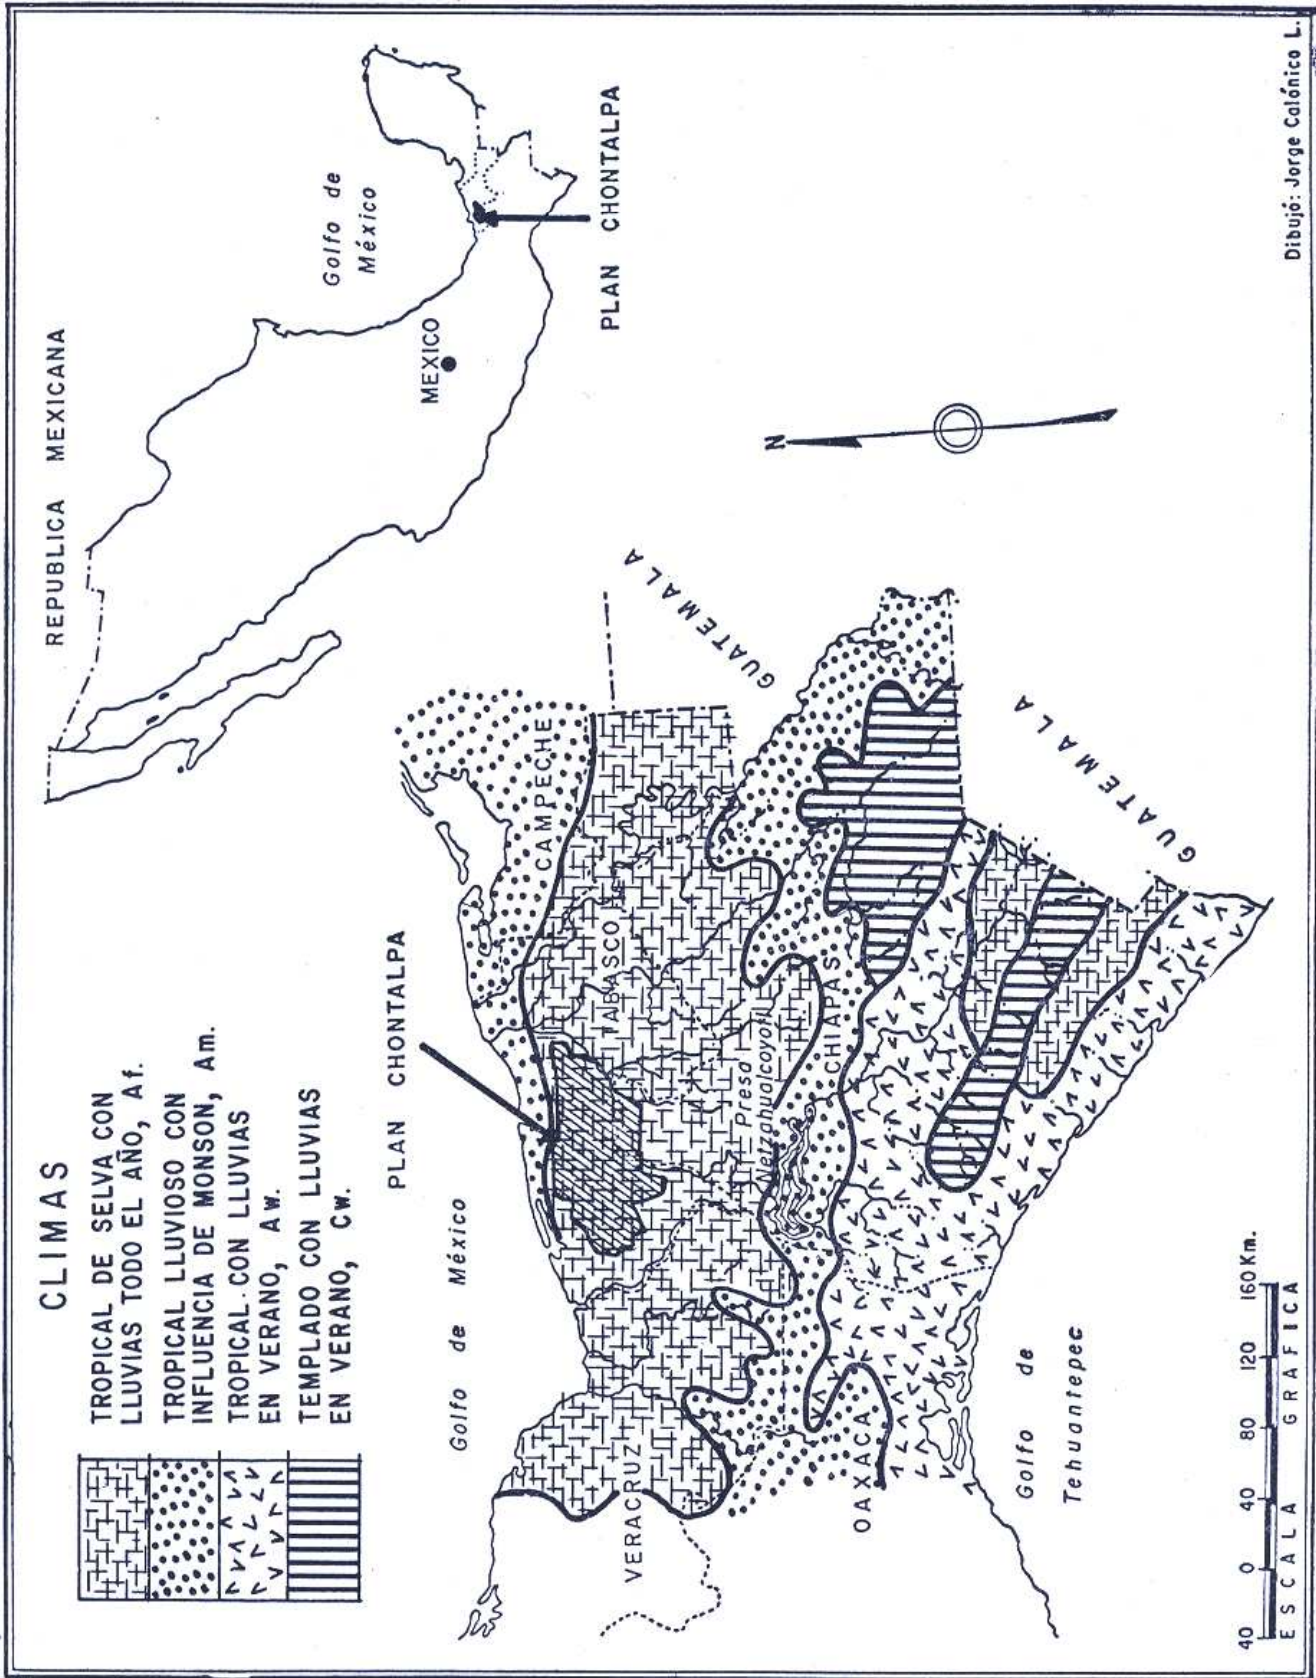 CLIMAS
TROPICAL DE SELVA CON
LLUVIAS TODO EL AÑO, Af.
TROPICAL LLUVIOSO CON
INFLUENCIA DE MONSON, Am.
TROPICAL CON LLUVIAS
EN VERANO, Aw.
TEMPLADO CON LLUVIAS
EN VERANO, Cw.
REPUBLICA MEXICANA
Golfo de
México
MEXICO
PLAN CHONTALPA
PLAN CHONTALPA
Golfo de México
CAMPECHE
TABASCO
VERACRUZ
Presa
Netzahualcoyotl
CHIAPAS
OAXACA
GUATEMALA
GUATEMALA
N
Golfo de
Tehuantepec
40 0 40 80 120 160 Km.
ESCALA GRAFICA
Dibujó: Jorge Calónico L.